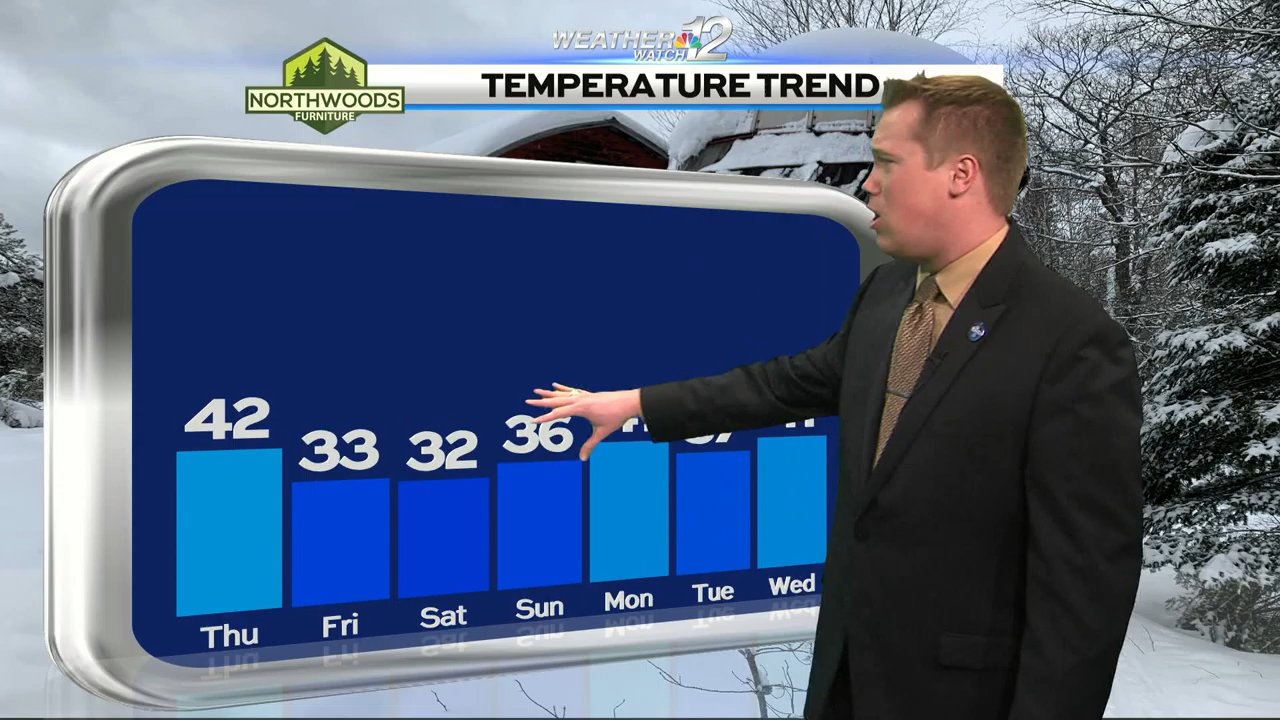 WEATHER
WATCH 12
NORTHWOODS
FURNITURE
TEMPERATURE TREND
42
33
32
36
Thu
Fri
Sat
Sun
Mon
Tue
Wed